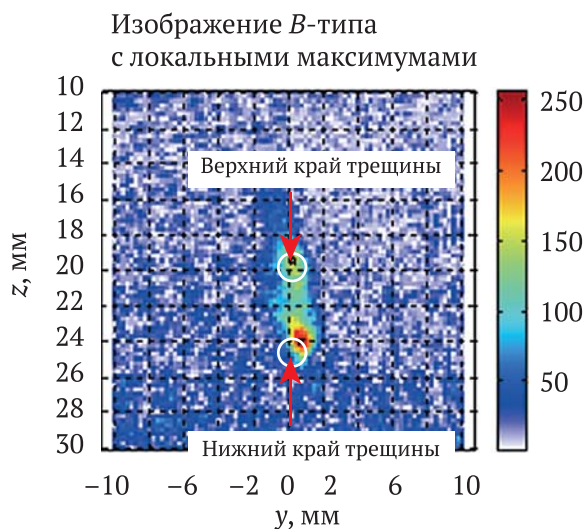 Изображение B-типа
с локальными максимумами
10
12
14
16
18
20
22
24
26
28
30
z, мм
Верхний край трещины
Нижний край трещины
250
200
150
100
50
−10 −6 −2 0 2 6 10
y, мм